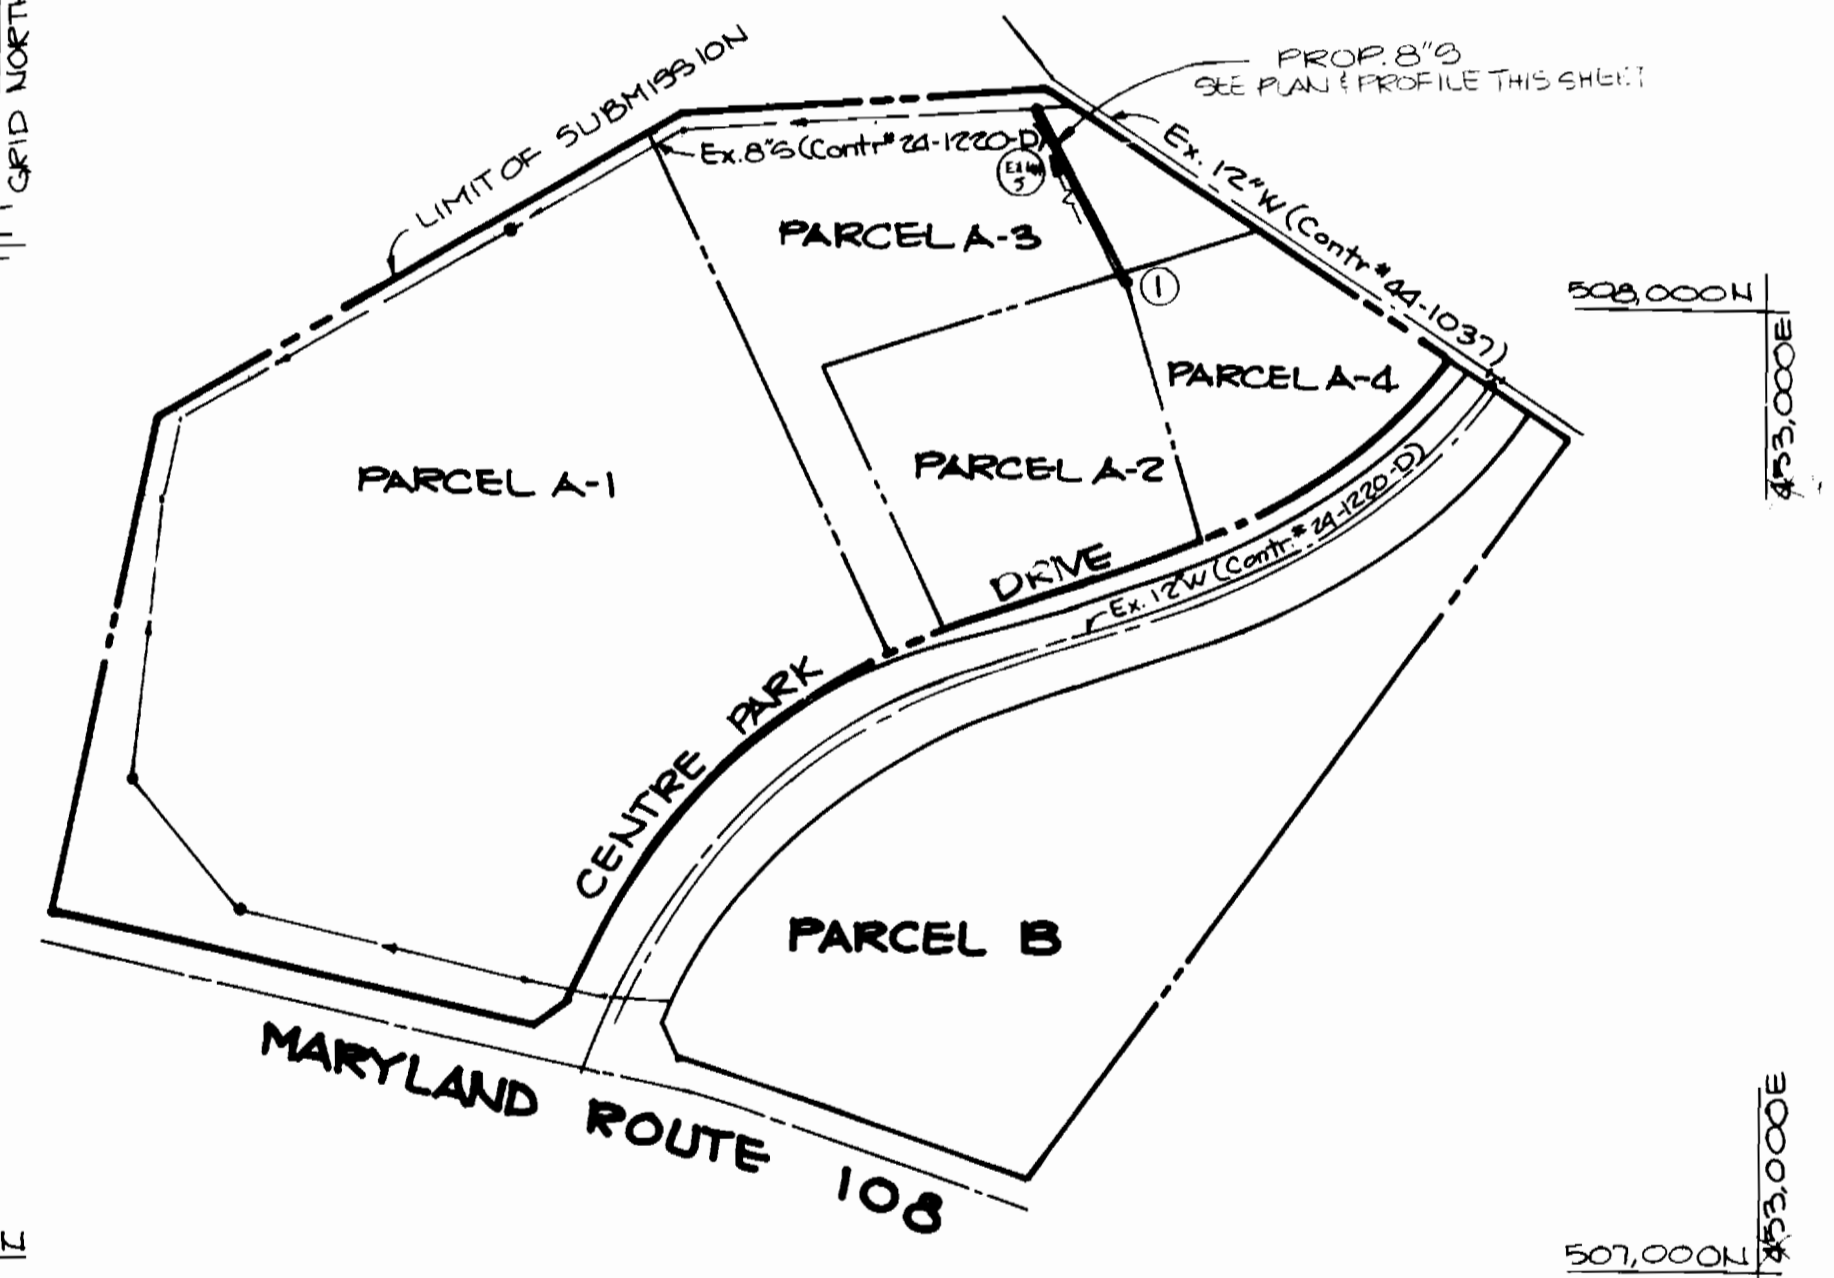 GRID NORTH
LIMIT OF SUBMISSION
PROP. 8"S
SEE PLAN & PROFILE THIS SHEET
Ex. 8"S (Contr# 24-1220-D)
Ex. 12"W (Contr# 44-1037)
5
PARCEL A-3
1
508,000N
453,000E
PARCEL A-4
PARCEL A-1
PARCEL A-2
Ex. 12"W (Contr.# 24-1220-D)
CENTRE PARK DRIVE
PARCEL B
MARYLAND ROUTE 108
453,000E
507,000N